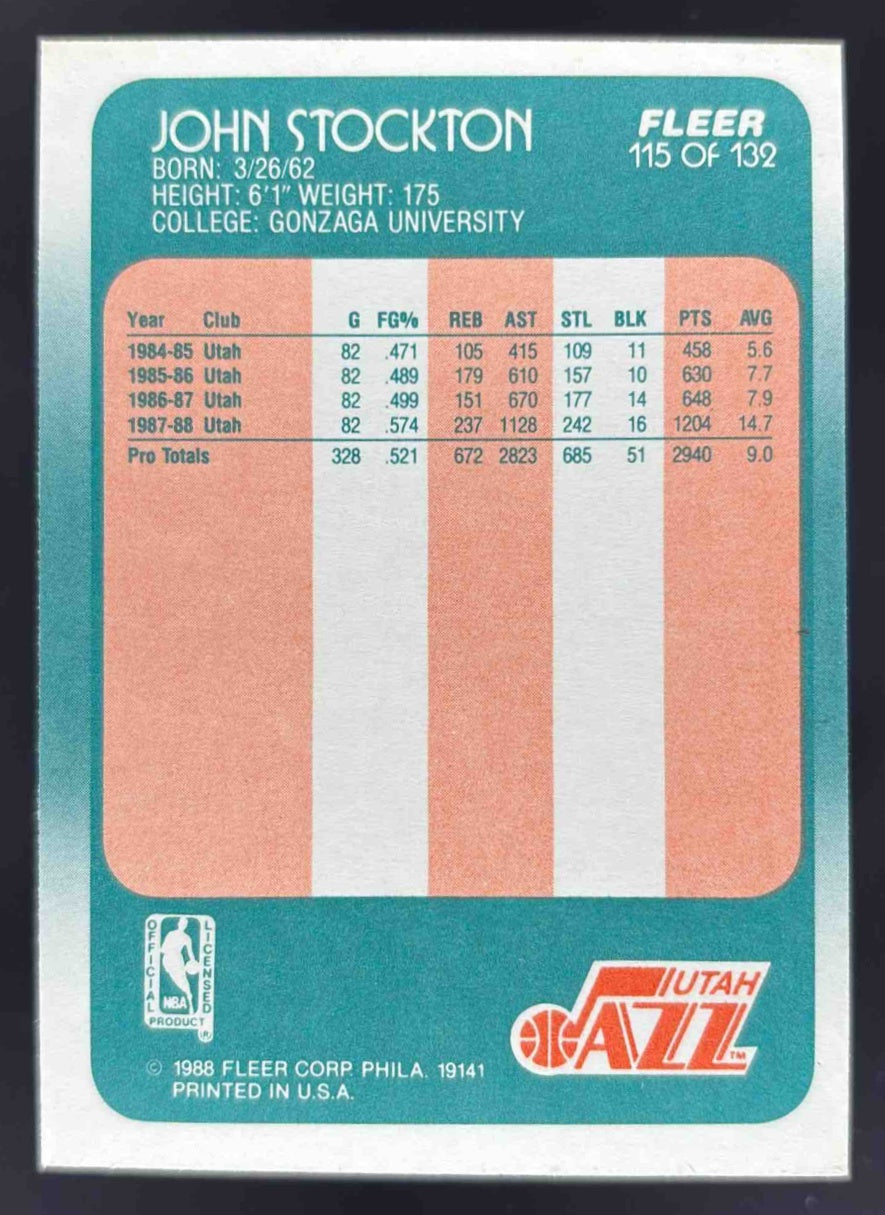 JOHN STOCKTON
BORN: 3/26/62
HEIGHT: 6'1" WEIGHT: 175
COLLEGE: GONZAGA UNIVERSITY
FLEER
115 OF 132
Year Club G FG% REB AST STL BLK PTS AVG
1984-85 Utah 82 .471 105 415 109 11 458 5.6
1985-86 Utah 82 .489 179 610 157 10 630 7.7
1986-87 Utah 82 .499 151 670 177 14 648 7.9
1987-88 Utah 82 .574 237 1128 242 16 1204 14.7
Pro Totals 328 .521 672 2823 685 51 2940 9.0
OFFICIAL
LICENSED
NBA
PRODUCT
®
UTAH
JAZZ
™
© 1988 FLEER CORP. PHILA. 19141
PRINTED IN U.S.A.